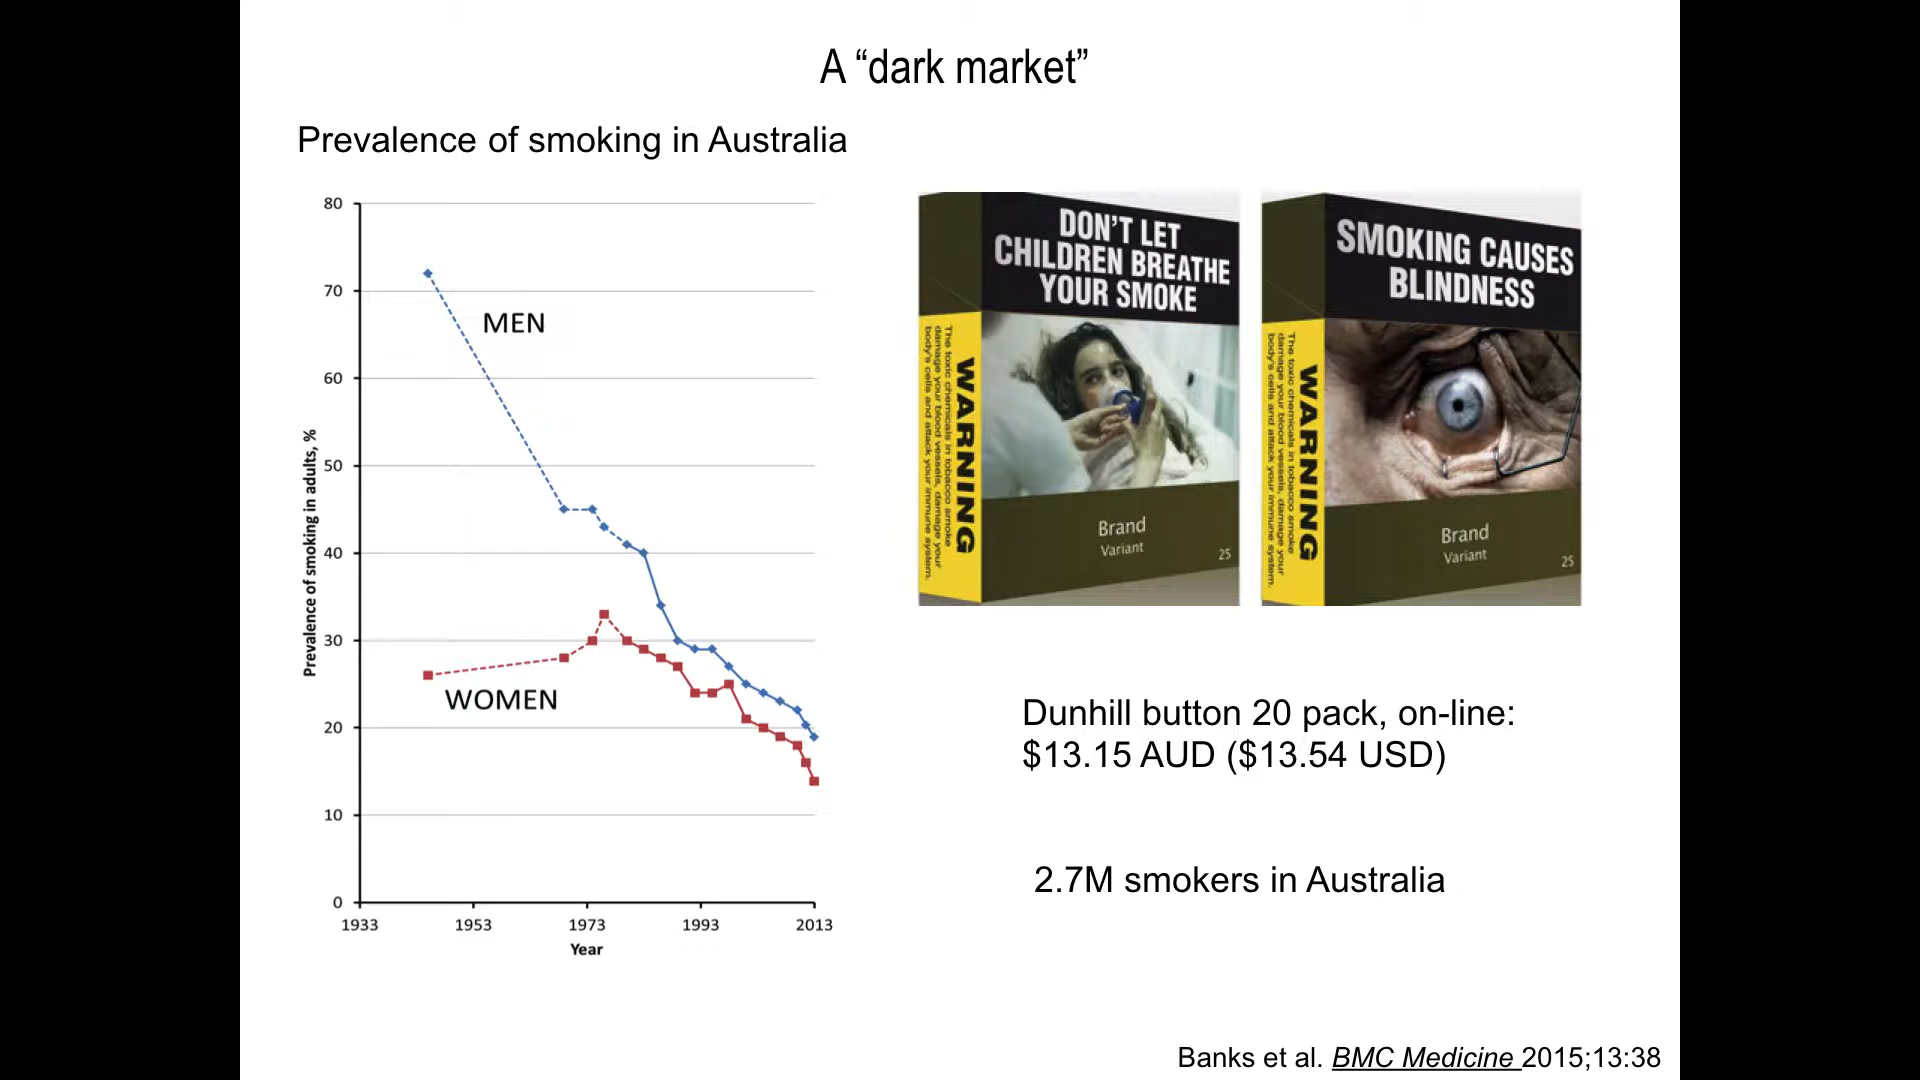 A “dark market”
Prevalence of smoking in Australia
80
70
60
50
40
30
20
10
0
Prevalence of smoking in adults, %
MEN
WOMEN
1933 1953 1973 1993 2013
Year
DON’T LET
CHILDREN BREATHE
YOUR SMOKE
WARNING
The toxic chemicals in tobacco smoke
damage your blood vessels, damage your
body’s cells and attack your immune system.
Brand
Variant
25
SMOKING CAUSES
BLINDNESS
WARNING
The toxic chemicals in tobacco smoke
damage your blood vessels, damage your
body’s cells and attack your immune system.
Brand
Variant
25
Dunhill button 20 pack, on-line:
$13.15 AUD ($13.54 USD)
2.7M smokers in Australia
Banks et al. BMC Medicine 2015;13:38